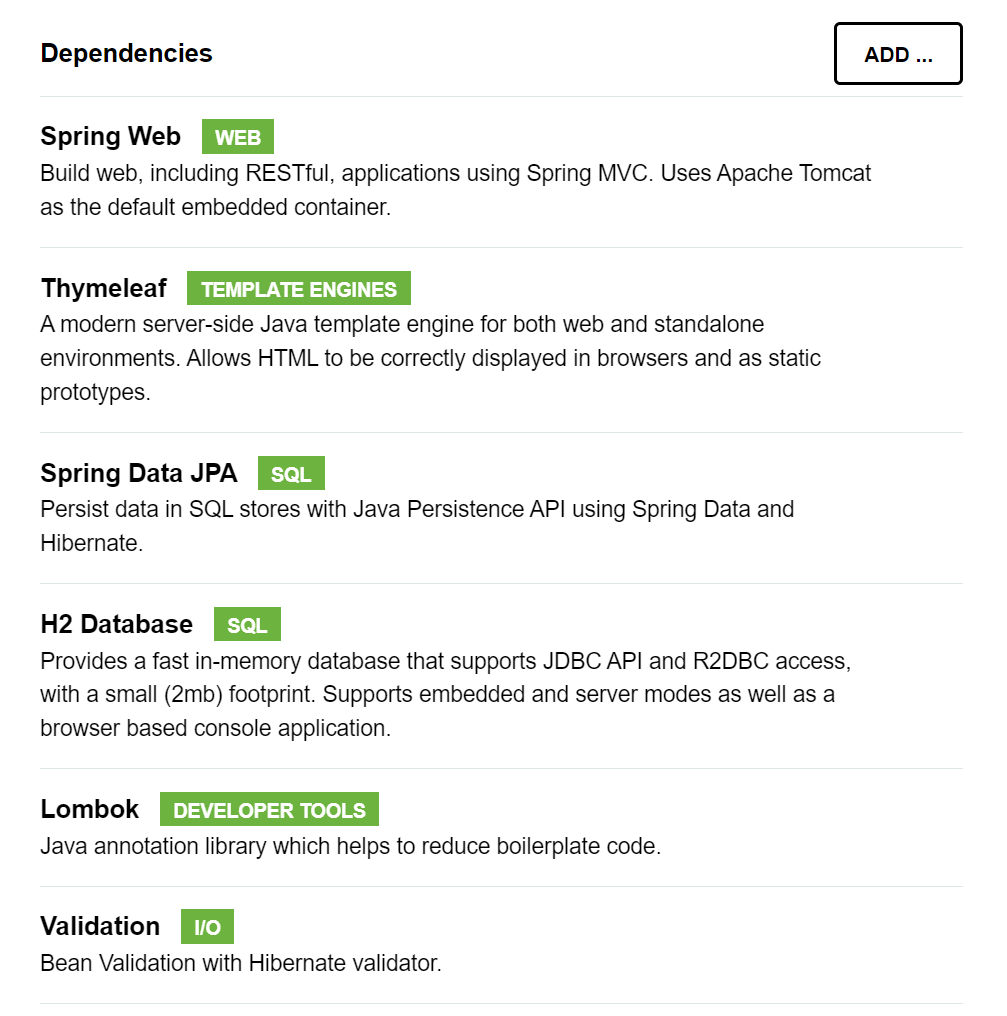 Dependencies
ADD ...
Spring Web WEB
Build web, including RESTful, applications using Spring MVC. Uses Apache Tomcat
as the default embedded container.
Thymeleaf TEMPLATE ENGINES
A modern server-side Java template engine for both web and standalone
environments. Allows HTML to be correctly displayed in browsers and as static
prototypes.
Spring Data JPA SQL
Persist data in SQL stores with Java Persistence API using Spring Data and
Hibernate.
H2 Database SQL
Provides a fast in-memory database that supports JDBC API and R2DBC access,
with a small (2mb) footprint. Supports embedded and server modes as well as a
browser based console application.
Lombok DEVELOPER TOOLS
Java annotation library which helps to reduce boilerplate code.
Validation I/O
Bean Validation with Hibernate validator.